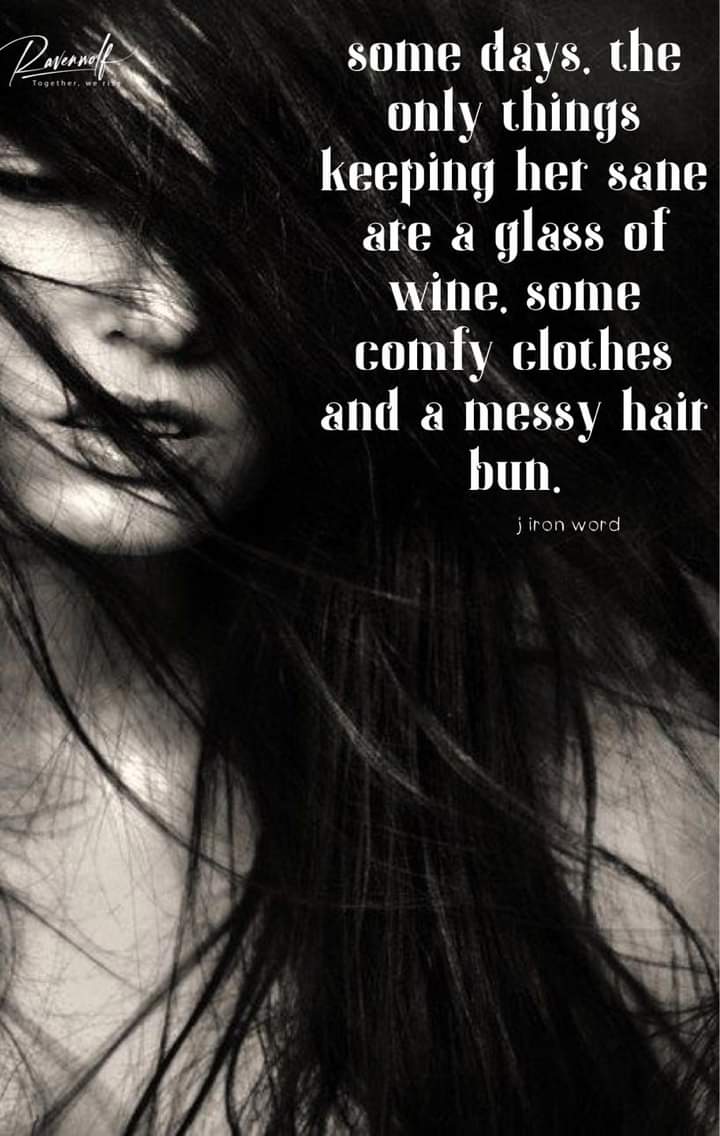 Ravenwolf
Together, we rise
some days, the
only things
keeping her sane
are a glass of
wine, some
comfy clothes
and a messy hair
bun.
j iron word